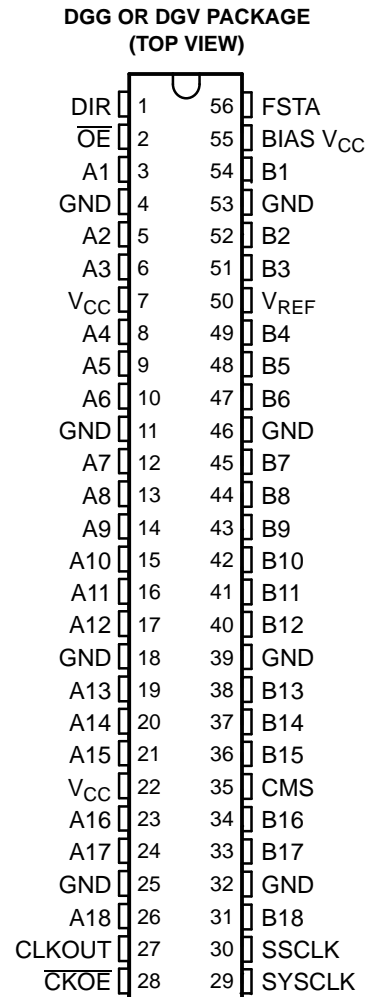 DGG OR DGV PACKAGE
(TOP VIEW)
DIR 1 56 FSTA
OE 2 55 BIAS VCC
A1 3 54 B1
GND 4 53 GND
A2 5 52 B2
A3 6 51 B3
VCC 7 50 VREF
A4 8 49 B4
A5 9 48 B5
A6 10 47 B6
GND 11 46 GND
A7 12 45 B7
A8 13 44 B8
A9 14 43 B9
A10 15 42 B10
A11 16 41 B11
A12 17 40 B12
GND 18 39 GND
A13 19 38 B13
A14 20 37 B14
A15 21 36 B15
VCC 22 35 CMS
A16 23 34 B16
A17 24 33 B17
GND 25 32 GND
A18 26 31 B18
CLKOUT 27 30 SSCLK
CKOE 28 29 SYSCLK